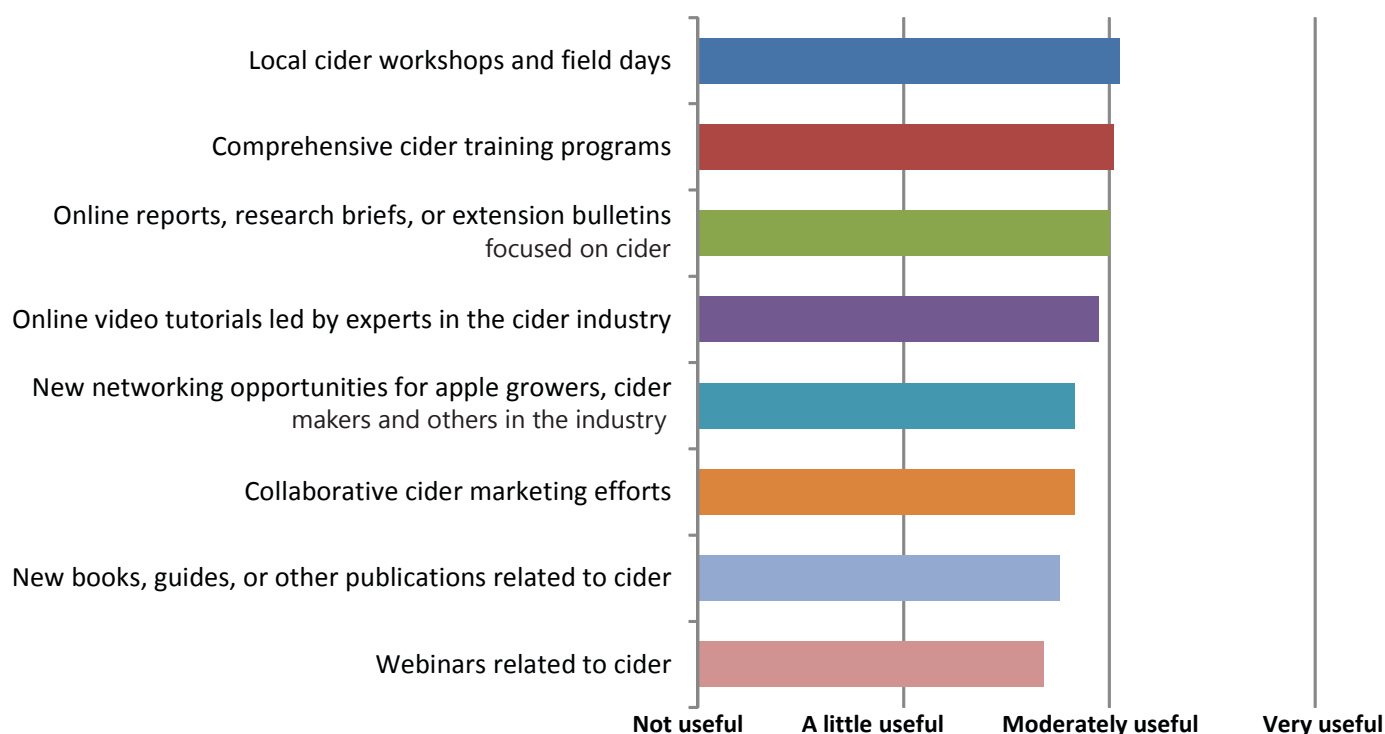 Local cider workshops and field days
Comprehensive cider training programs
Online reports, research briefs, or extension bulletins
focused on cider
Online video tutorials led by experts in the cider industry
New networking opportunities for apple growers, cider
makers and others in the industry
Collaborative cider marketing efforts
New books, guides, or other publications related to cider
Webinars related to cider
Not useful A little useful Moderately useful Very useful